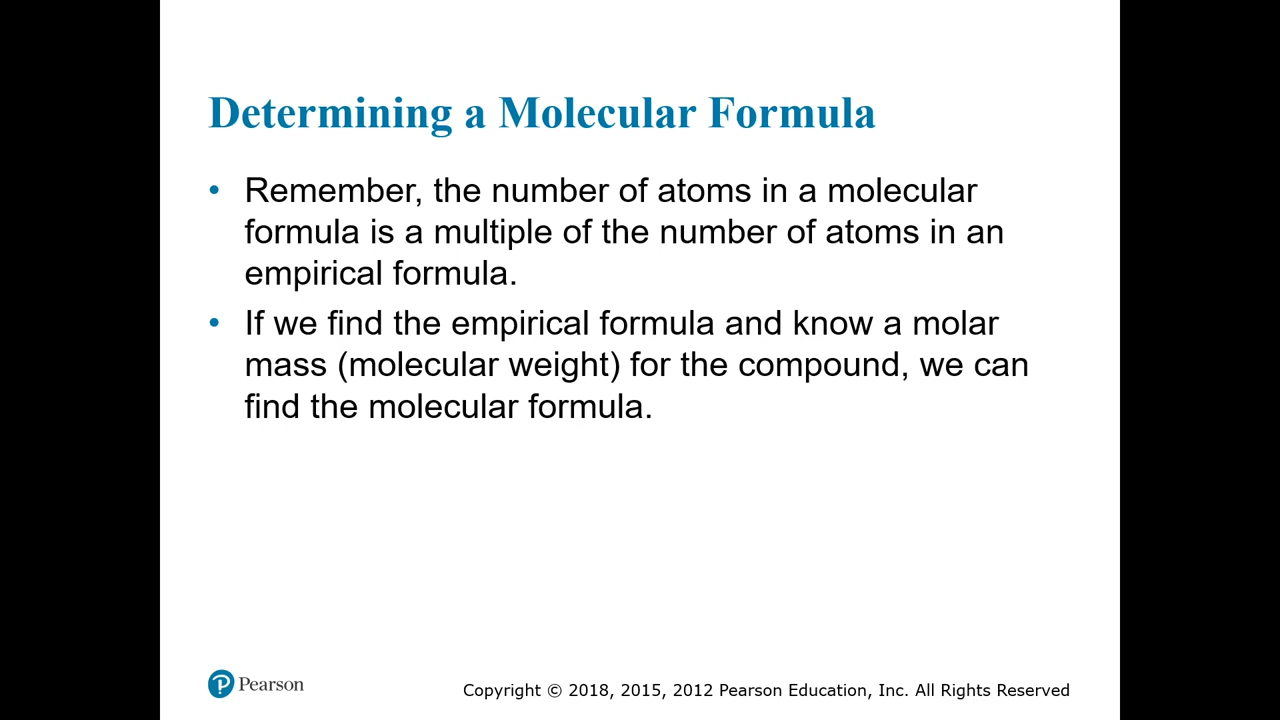 Determining a Molecular Formula
• Remember, the number of atoms in a molecular
formula is a multiple of the number of atoms in an
empirical formula.
• If we find the empirical formula and know a molar
mass (molecular weight) for the compound, we can
find the molecular formula.
P Pearson
Copyright © 2018, 2015, 2012 Pearson Education, Inc. All Rights Reserved